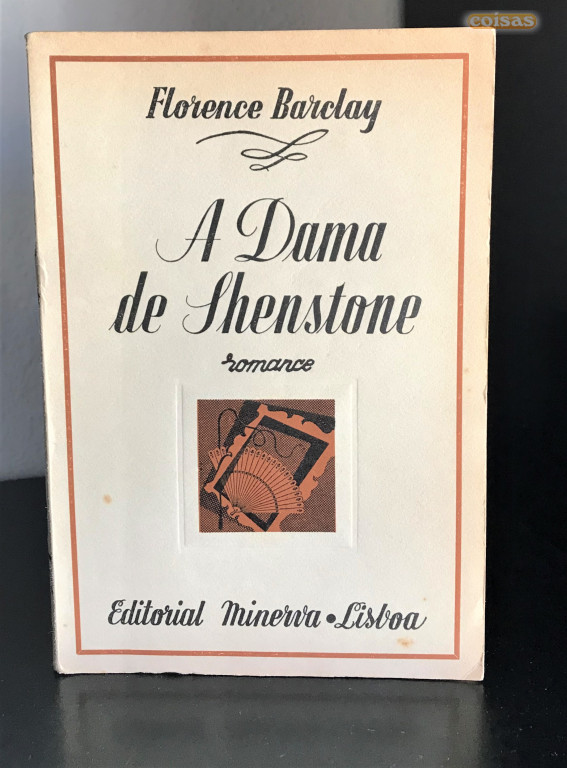 coisas
Florence Barclay
A Dama
de Shenstone
romance
Editorial Minerva • Lisboa